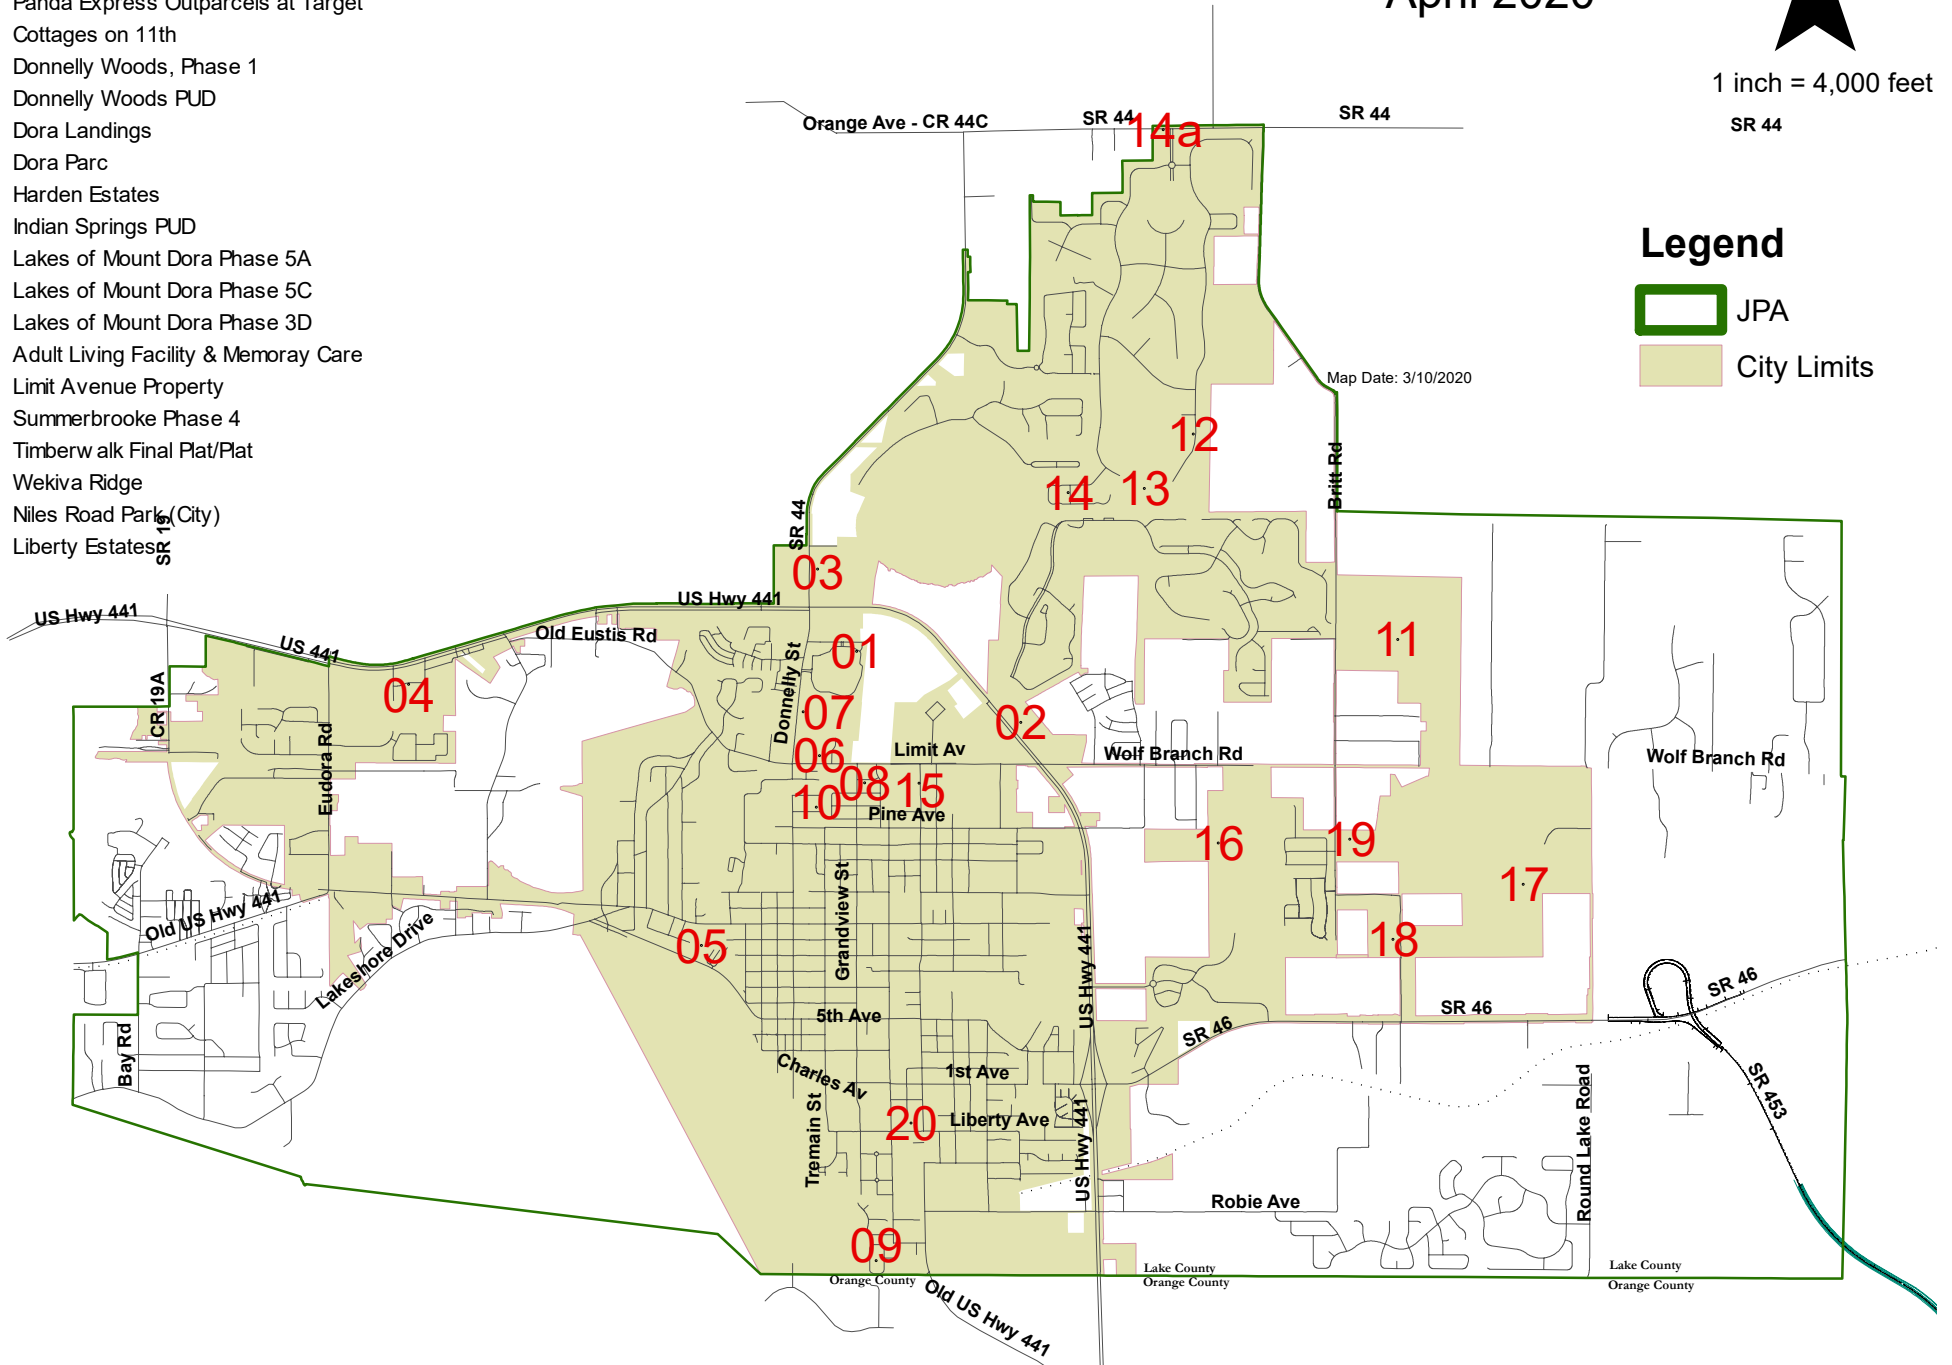 Panda Express Outparcels at Target
Cottages on 11th
Donnelly Woods, Phase 1
Donnelly Woods PUD
Dora Landings
Dora Parc
Harden Estates
Indian Springs PUD
Lakes of Mount Dora Phase 5A
Lakes of Mount Dora Phase 5C
Lakes of Mount Dora Phase 3D
Adult Living Facility & Memoray Care
Limit Avenue Property
Summerbrooke Phase 4
Timberwalk Final Plat/Plat
Wekiva Ridge
Niles Road Park (City)
Liberty Estates
April 2020
1 inch = 4,000 feet
SR 44
Legend
JPA
City Limits
Map Date: 3/10/2020
Orange Ave - CR 44C
SR 44
14a
SR 44
12
14
13
Britt Rd
SR 44
03
SR 19
US Hwy 441
US Hwy 441
US 441
Old Eustis Rd
01
11
04
CR 19A
Donnelly St
07
02
06
Limit Av
Wolf Branch Rd
Wolf Branch Rd
Eudora Rd
08
15
10
Pine Ave
16
19
17
Grandview St
Old US Hwy 441
Lakeshore Drive
05
18
US Hwy 441
SR 46
SR 46
SR 46
5th Ave
Bay Rd
Charles Av
1st Ave
SR 453
Tremain St
20
Liberty Ave
US Hwy 441
Round Lake Road
Robie Ave
09
Orange County
Lake County
Orange County
Lake County
Orange County
Old US Hwy 441